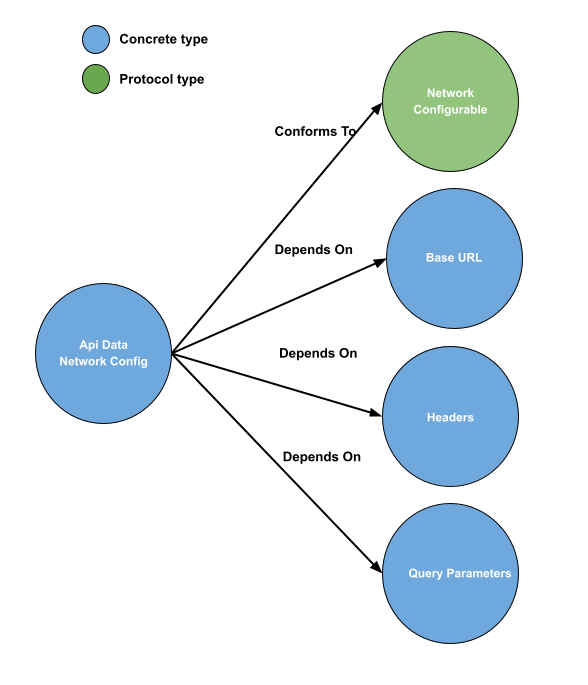 Concrete type
Protocol type
Network
Configurable
Conforms To
Depends On
Base URL
Api Data
Network Config
Depends On
Headers
Depends On
Query Parameters